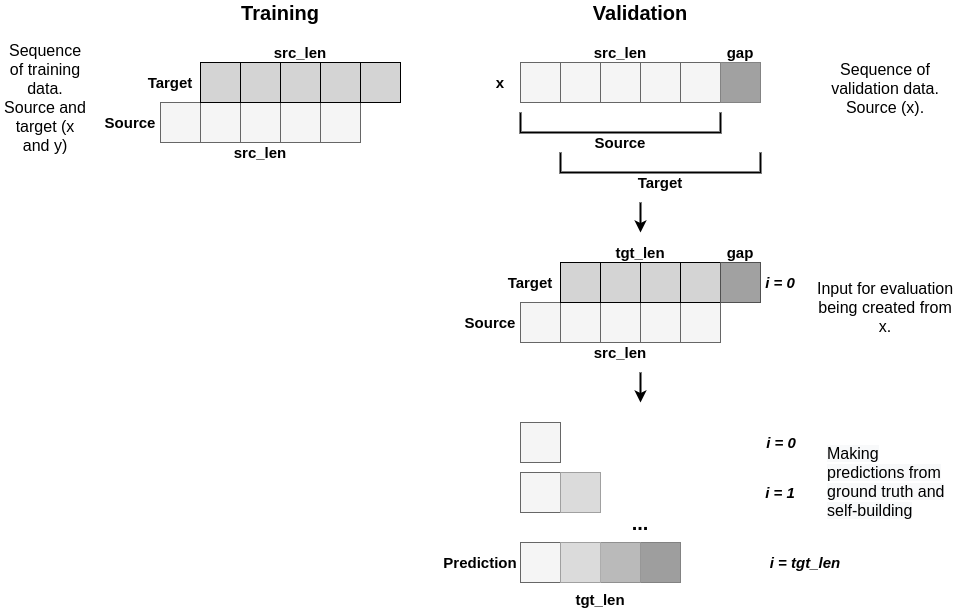 Training
Validation
Sequence
of training
data.
Source and
target (x
and y)
src_len
Target
Source
src_len
src_len
gap
x
Source
Target
Sequence of
validation data.
Source (x).
tgt_len
gap
Target
i = 0
Source
src_len
Input for evaluation
being created from
x.
i = 0
i = 1
...
Prediction
i = tgt_len
tgt_len
Making
predictions from
ground truth and
self-building